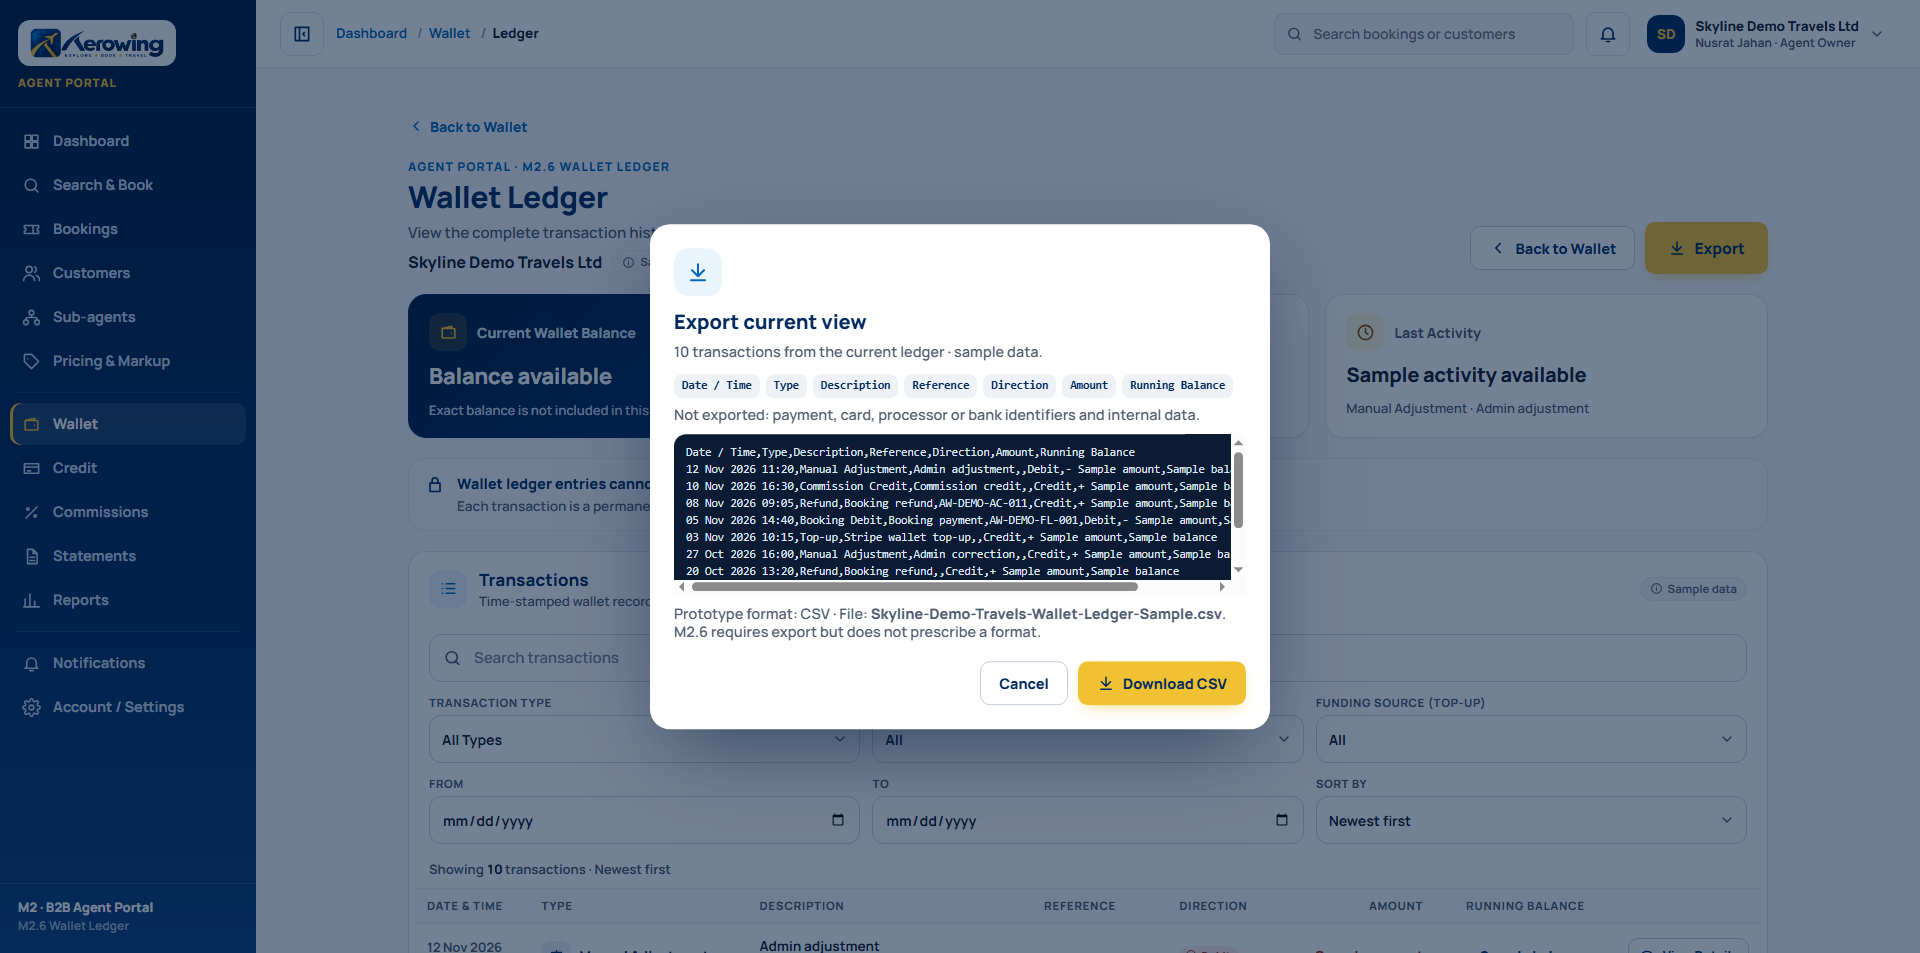 Aerowing
EXPLORE • BOOK • TRAVEL
AGENT PORTAL
Dashboard
Search & Book
Bookings
Customers
Sub-agents
Pricing & Markup
Wallet
Credit
Commissions
Statements
Reports
Notifications
Account / Settings
M2 · B2B Agent Portal
M2.6 Wallet Ledger
Dashboard / Wallet / Ledger
Search bookings or customers
SD
Skyline Demo Travels Ltd
Nusrat Jahan · Agent Owner
Back to Wallet
AGENT PORTAL · M2.6 WALLET LEDGER
Wallet Ledger
View the complete transaction
Skyline Demo Travels Ltd
Back to Wallet
Export
Current Wallet Balance
Balance available
Exact balance is not included in this
Last Activity
Sample activity available
Manual Adjustment · Admin adjustment
Wallet ledger entries
Each transaction is a
Export current view
10 transactions from the current ledger · sample data.
Date / Time Type Description Reference Direction Amount Running Balance
Not exported: payment, card, processor or bank identifiers and internal data.
Date / Time,Type,Description,Reference,Direction,Amount,Running Balance
12 Nov 2026 11:20,Manual Adjustment,Admin adjustment,,Debit,- Sample amount,Sample bal
10 Nov 2026 16:30,Commission Credit,Commission credit,,Credit,+ Sample amount,Sample b
08 Nov 2026 09:05,Refund,Booking refund,AW-DEMO-AC-011,Credit,+ Sample amount,Sample b
05 Nov 2026 14:40,Booking Debit,Booking payment,AW-DEMO-FL-001,Debit,- Sample amount,S
03 Nov 2026 10:15,Top-up,Stripe wallet top-up,,Credit,+ Sample amount,Sample balance
27 Oct 2026 16:00,Manual Adjustment,Admin correction,,Credit,+ Sample amount,Sample ba
20 Oct 2026 13:20,Refund,Booking refund,,Credit,+ Sample amount,Sample balance
Prototype format: CSV · File: Skyline-Demo-Travels-Wallet-Ledger-Sample.csv.
M2.6 requires export but does not prescribe a format.
Cancel
Download CSV
Transactions
Time-stamped wallet
Sample data
Search transactions
TRANSACTION TYPE
All Types
All
FUNDING SOURCE (TOP-UP)
All
FROM
mm/dd/yyyy
TO
mm/dd/yyyy
SORT BY
Newest first
Showing 10 transactions · Newest first
DATE & TIME TYPE DESCRIPTION REFERENCE DIRECTION AMOUNT RUNNING BALANCE
12 Nov 2026
Admin adjustment